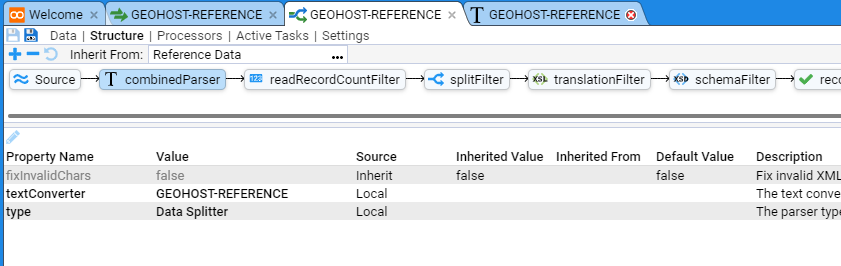 Welcome GEOHOST-REFERENCE GEOHOST-REFERENCE T GEOHOST-REFERENCE
Data | Structure | Processors | Active Tasks | Settings
Inherit From: Reference Data ...
Source T combinedParser 123 readRecordCountFilter splitFilter XSL translationFilter XSD schemaFilter reco
Property Name Value Source Inherited Value Inherited From Default Value Description
fixInvalidChars false Inherit false false Fix invalid XML
textConverter GEOHOST-REFERENCE Local The text conve
type Data Splitter Local The parser type